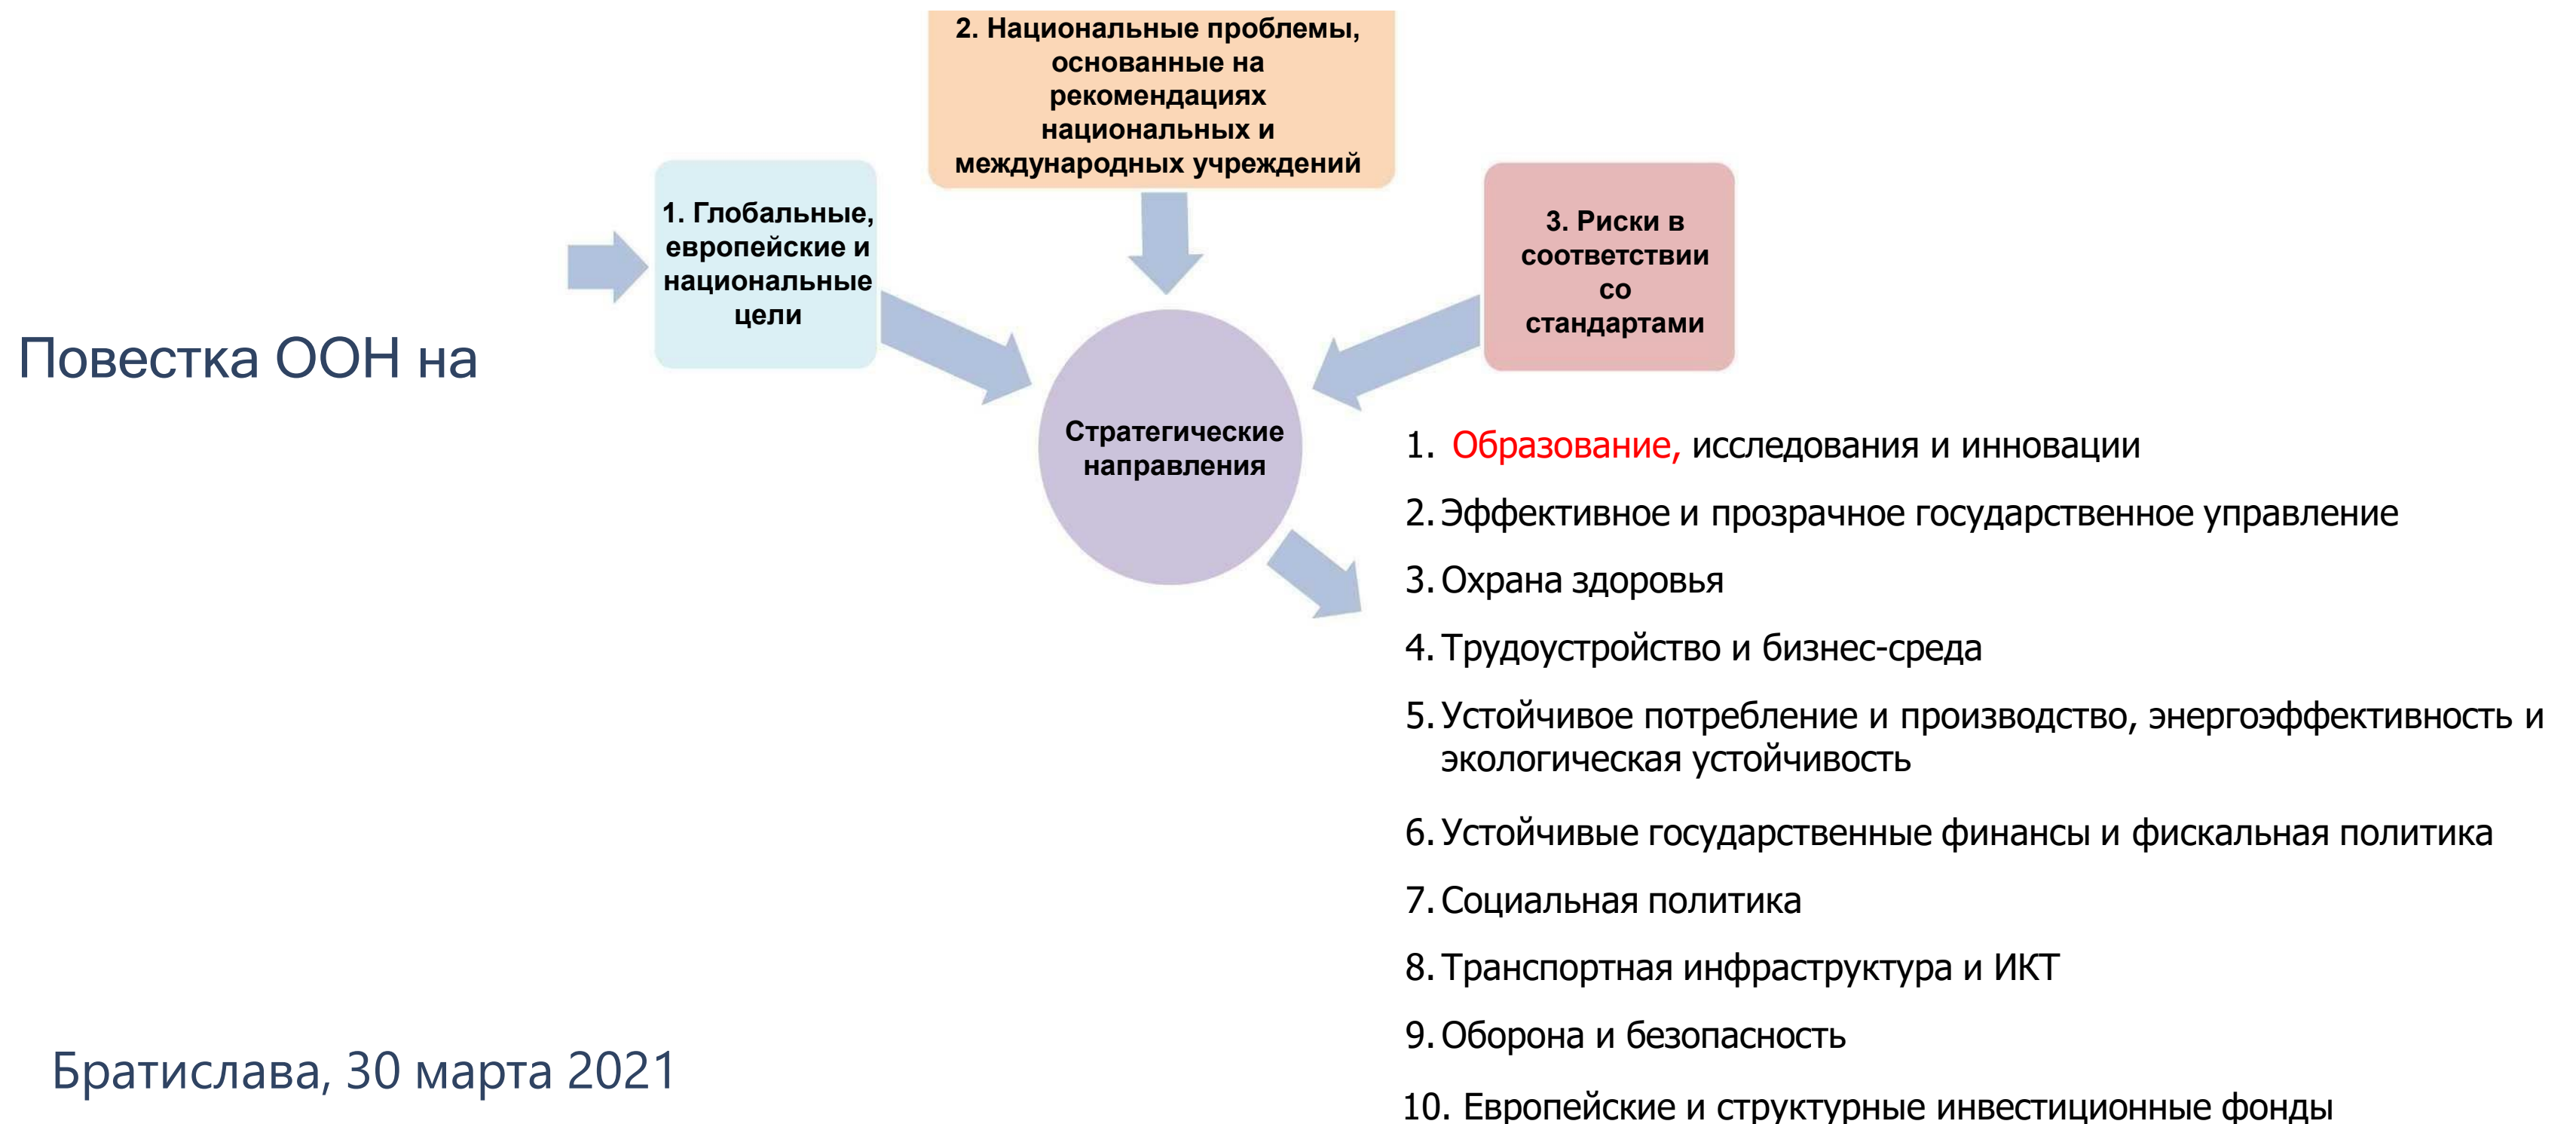 2. Национальные проблемы,
основанные на
рекомендациях
национальных и
международных учреждений
1. Глобальные,
европейские и
национальные
цели
3. Риски в
соответствии
со
стандартами
Повестка ООН на
Стратегические
направления
1. Образование, исследования и инновации
2. Эффективное и прозрачное государственное управление
3. Охрана здоровья
4. Трудоустройство и бизнес-среда
5. Устойчивое потребление и производство, энергоэффективность и
экологическая устойчивость
6. Устойчивые государственные финансы и фискальная политика
7. Социальная политика
8. Транспортная инфраструктура и ИКТ
9. Оборона и безопасность
10. Европейские и структурные инвестиционные фонды
Братислава, 30 марта 2021